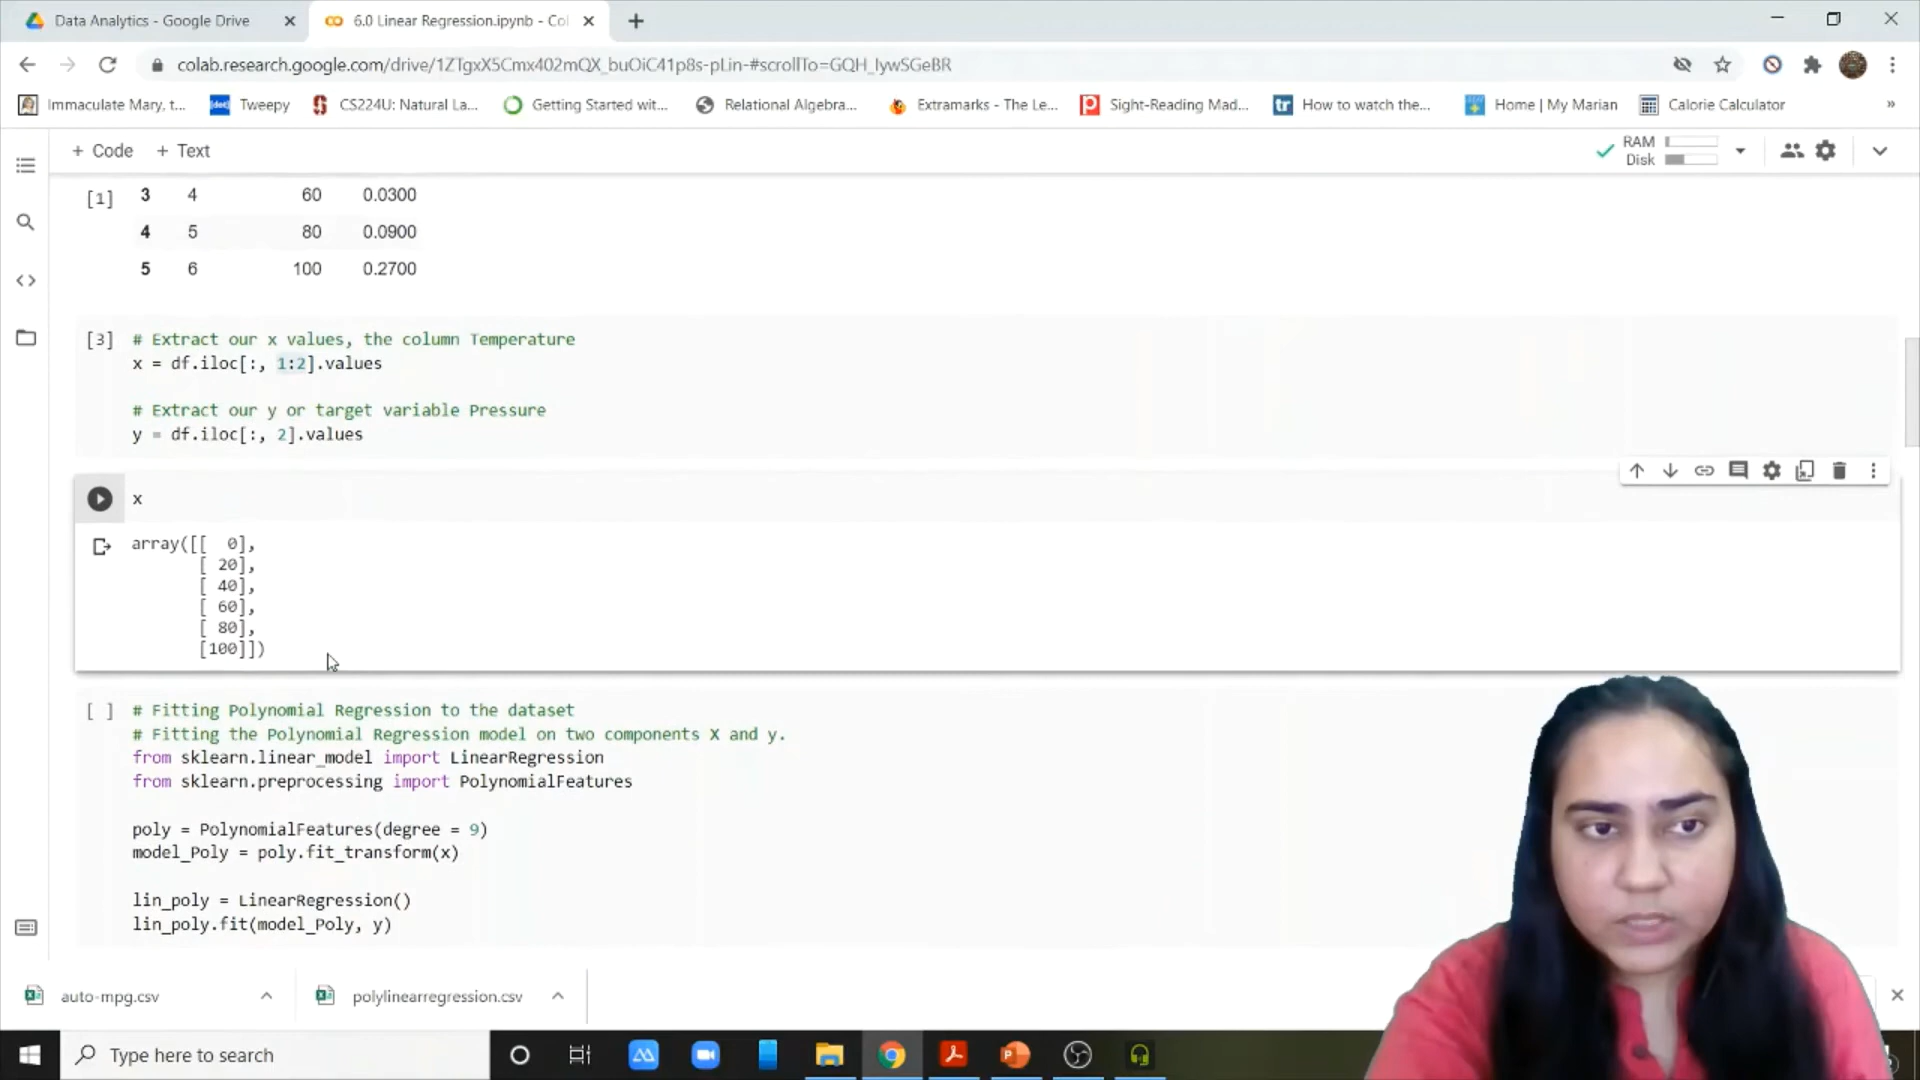 Data Analytics - Google Drive
6.0 Linear Regression.ipynb - Co
colab.research.google.com/drive/1ZTgxX5Cmx402mQX_buOiC41p8s-pLin-#scrollTo=GQH_lywSGeBR
Immaculate Mary, t...
Tweepy
CS224U: Natural La...
Getting Started wit...
Relational Algebra...
Extramarks - The Le...
Sight-Reading Mad...
How to watch the...
Home | My Marian
Calorie Calculator
»
+ Code + Text
RAM
Disk
[1] 3 4 60 0.0300
4 5 80 0.0900
5 6 100 0.2700
[3] # Extract our x values, the column Temperature
x = df.iloc[:, 1:2].values
# Extract our y or target variable Pressure
y = df.iloc[:, 2].values
x
array([[ 0],
[ 20],
[ 40],
[ 60],
[ 80],
[100]])
[ ] # Fitting Polynomial Regression to the dataset
# Fitting the Polynomial Regression model on two components X and y.
from sklearn.linear_model import LinearRegression
from sklearn.preprocessing import PolynomialFeatures
poly = PolynomialFeatures(degree = 9)
model_Poly = poly.fit_transform(x)
lin_poly = LinearRegression()
lin_poly.fit(model_Poly, y)
auto-mpg.csv
polylinearregression.csv
Type here to search